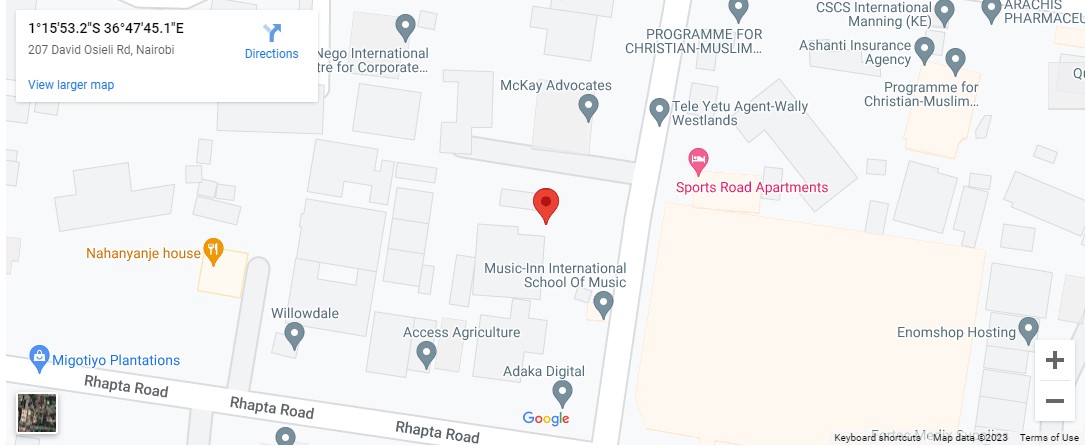 1°15'53.2"S 36°47'45.1"E
207 David Osieli Rd, Nairobi
Directions
View larger map
Nego International
tre for Corporate...
McKay Advocates
PROGRAMME FOR
CHRISTIAN-MUSLIM...
CSCS International
Manning (KE)
ARACHIS
PHARMACEU
Ashanti Insurance
Agency
Programme for
Christian-Muslim...
Qu
Tele Yetu Agent-Wally
Westlands
Sports Road Apartments
Nahanyanje house
Music-Inn International
School Of Music
Willowdale
Access Agriculture
Enomshop Hosting
Migotiyo Plantations
Adaka Digital
Rhapta Road
Rhapta Road
Rhapta Road
Google
Keyboard shortcuts
Map data ©2023
Terms of Use